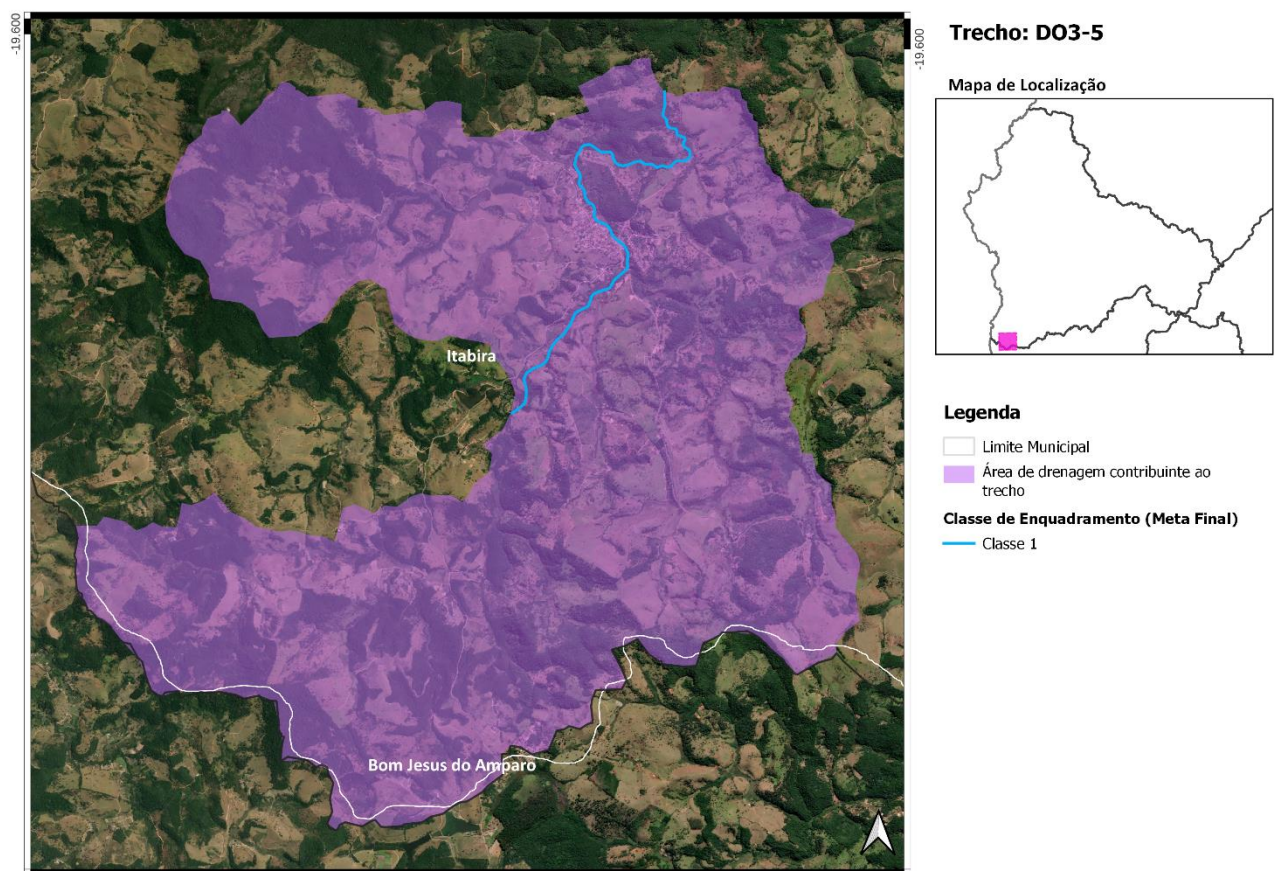 -19.600
-19.600
Trecho: DO3-5
Mapa de Localização
Itabira
Bom Jesus do Amparo
Legenda
Limite Municipal
Área de drenagem contribuinte ao
trecho
Classe de Enquadramento (Meta Final)
Classe 1